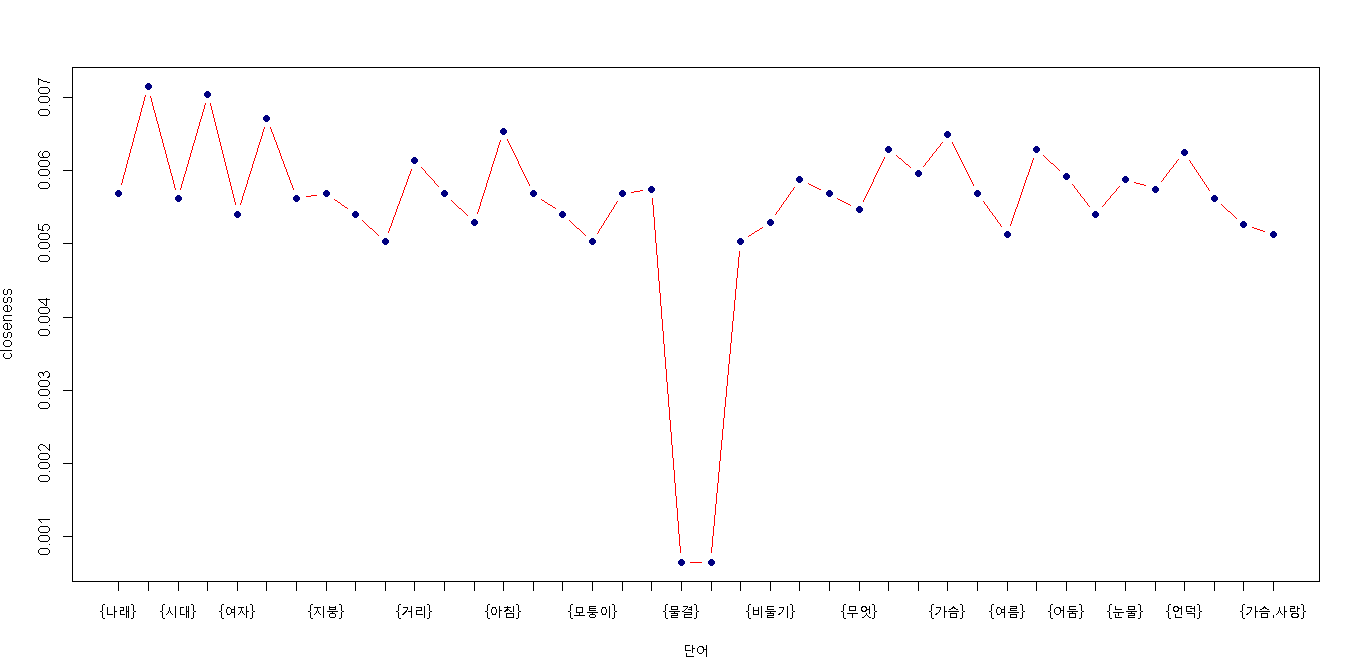 closeness
0.007
0.006
0.005
0.004
0.003
0.002
0.001
{나래} {시대} {여자} {지붕} {거리} {아침} {모퉁이} {물결} {비둘기} {무엇} {가슴} {여름} {어둠} {눈물} {언덕} {가슴,사랑}
단어